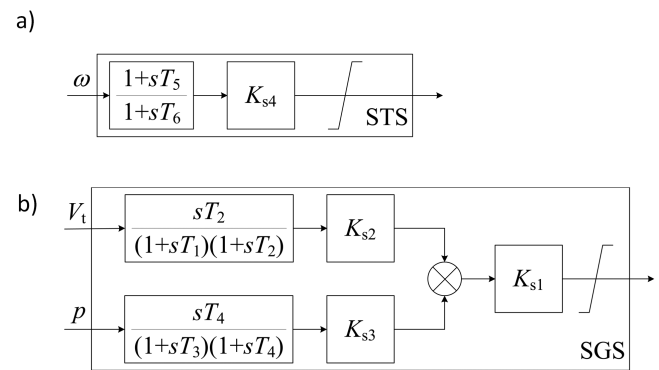 a)
ω
1+sT5
1+sT6
Ks4
STS
b)
Vt
sT2
(1+sT1)(1+sT2)
Ks2
Ks1
p
sT4
(1+sT3)(1+sT4)
Ks3
SGS